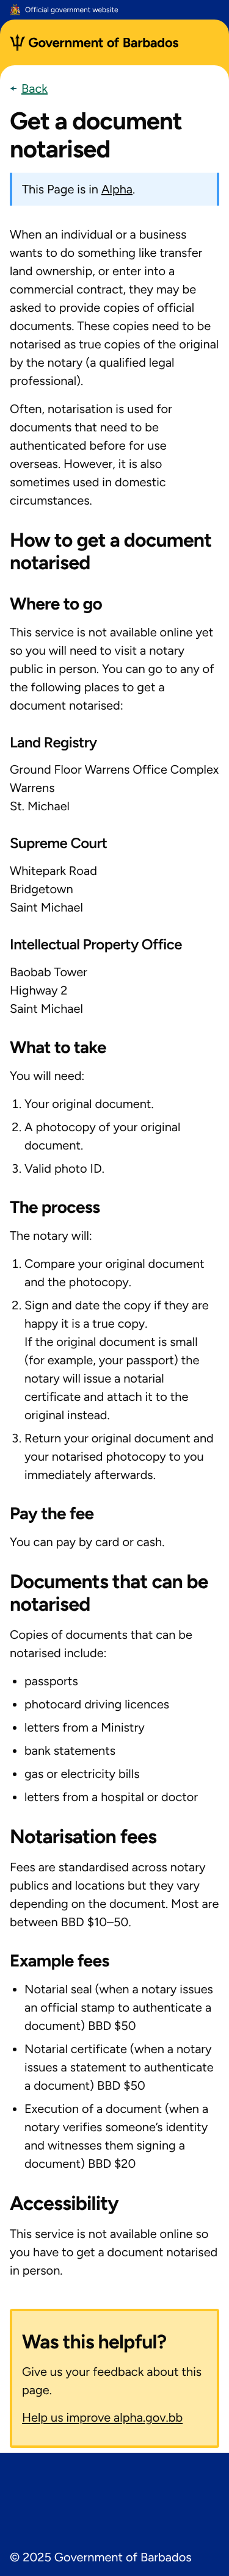 Official government website
Government of Barbados
← Back
Get a document
notarised
This Page is in Alpha.
When an individual or a business
wants to do something like transfer
land ownership, or enter into a
commercial contract, they may be
asked to provide copies of official
documents. These copies need to be
notarised as true copies of the original
by the notary (a qualified legal
professional).
Often, notarisation is used for
documents that need to be
authenticated before for use
overseas. However, it is also
sometimes used in domestic
circumstances.
How to get a document
notarised
Where to go
This service is not available online yet
so you will need to visit a notary
public in person. You can go to any of
the following places to get a
document notarised:
Land Registry
Ground Floor Warrens Office Complex
Warrens
St. Michael
Supreme Court
Whitepark Road
Bridgetown
Saint Michael
Intellectual Property Office
Baobab Tower
Highway 2
Saint Michael
What to take
You will need:
1. Your original document.
2. A photocopy of your original
document.
3. Valid photo ID.
The process
The notary will:
1. Compare your original document
and the photocopy.
2. Sign and date the copy if they are
happy it is a true copy.
If the original document is small
(for example, your passport) the
notary will issue a notarial
certificate and attach it to the
original instead.
3. Return your original document and
your notarised photocopy to you
immediately afterwards.
Pay the fee
You can pay by card or cash.
Documents that can be
notarised
Copies of documents that can be
notarised include:
• passports
• photocard driving licences
• letters from a Ministry
• bank statements
• gas or electricity bills
• letters from a hospital or doctor
Notarisation fees
Fees are standardised across notary
publics and locations but they vary
depending on the document. Most are
between BBD $10–50.
Example fees
• Notarial seal (when a notary issues
an official stamp to authenticate a
document) BBD $50
• Notarial certificate (when a notary
issues a statement to authenticate
a document) BBD $50
• Execution of a document (when a
notary verifies someone’s identity
and witnesses them signing a
document) BBD $20
Accessibility
This service is not available online so
you have to get a document notarised
in person.
Was this helpful?
Give us your feedback about this
page.
Help us improve alpha.gov.bb
© 2025 Government of Barbados